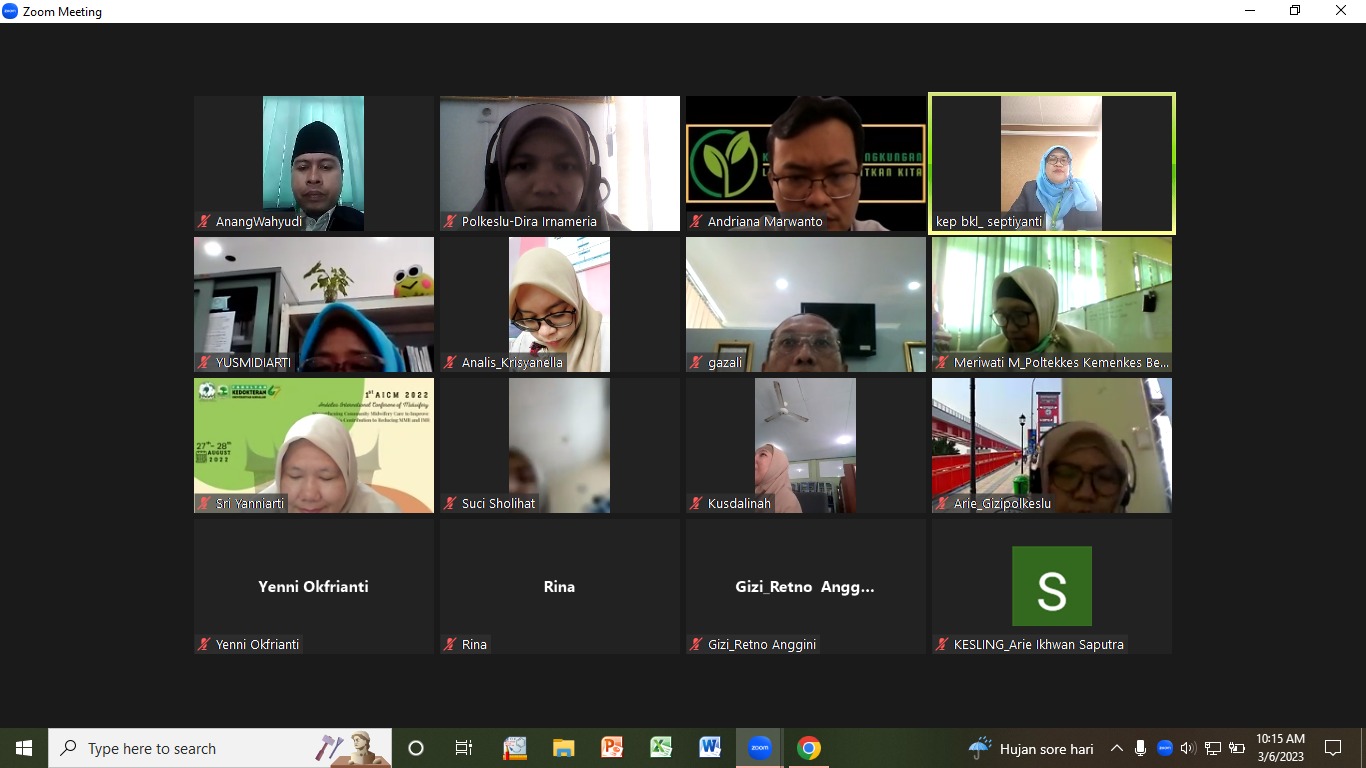 Zoom Meeting
AnangWahyudi
Polkeslu-Dira Irnameria
Andriana Marwanto
kep bkl_ septiyanti
YUSMIDIARTI
Analis_Krisyanella
gazali
Meriwati M_Poltekkes Kemenkes Be...
FAKULTAS
KEDOKTERAN
1ST AICM 2022
27th - 28th
AUGUST
2022
Sri Yanniarti
Suci Sholihat
Kusdalinah
Arie_Gizipolkeslu
Yenni Okfrianti
Rina
Gizi_Retno Angg...
S
Yenni Okfrianti
Rina
Gizi_Retno Anggini
KESLING_Arie Ikhwan Saputra
Type here to search
zoom
Hujan sore hari
10:15 AM
3/6/2023